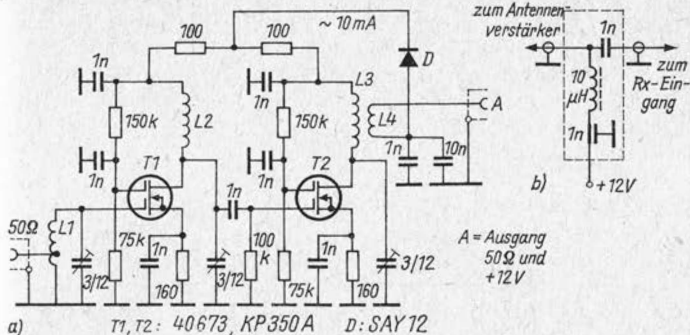 ~ 10 mA
100
100
1n
1n
D
150k
L2
150k
L3
L4
A
1n
1n
1n
10n
T1
T2
1n
50Ω
L1
3/12
75k
1n
160
3/12
100
k
75k
1n
160
3/12
a)
T1, T2: 40673, KP350A D: SAY 12
A = Ausgang
50Ω und
+12V
zum Antennen-
verstärker
1n
zum
Rx-Ein-
gang
10
μH
1n
b)
+12V